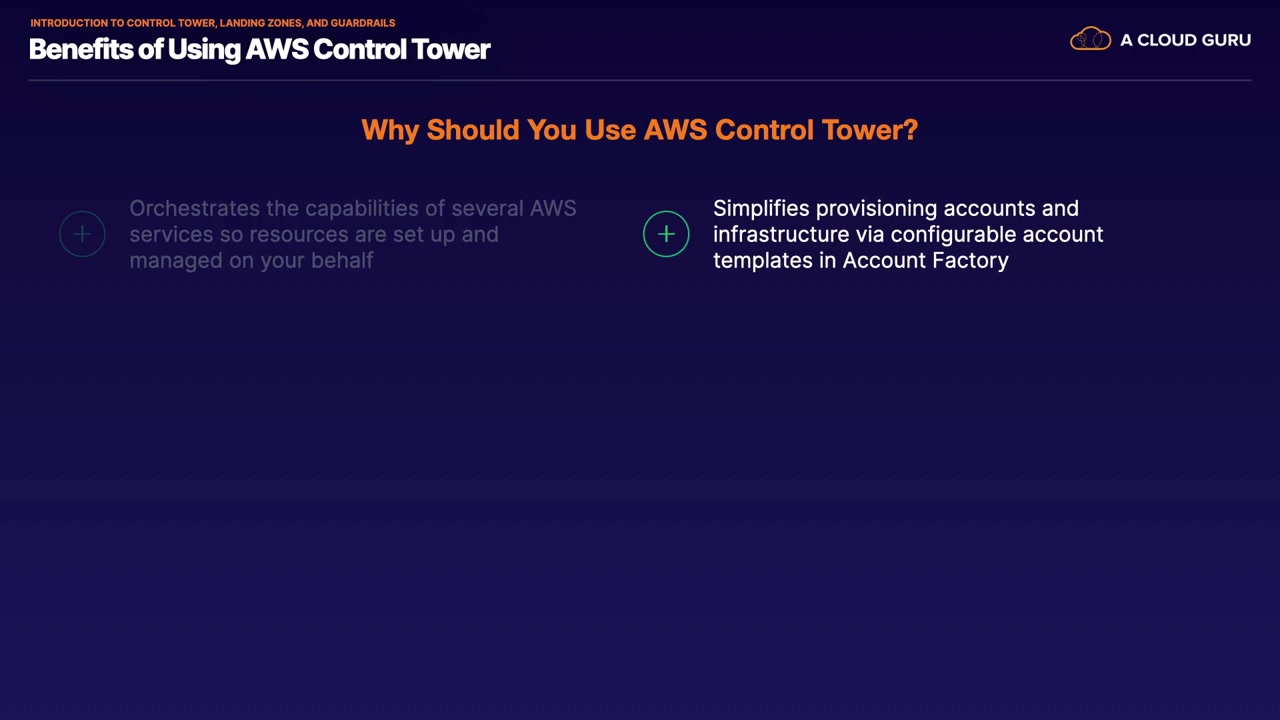 INTRODUCTION TO CONTROL TOWER, LANDING ZONES, AND GUARDRAILS
Benefits of Using AWS Control Tower
A CLOUD GURU
Why Should You Use AWS Control Tower?
Orchestrates the capabilities of several AWS
services so resources are set up and
managed on your behalf
Simplifies provisioning accounts and
infrastructure via configurable account
templates in Account Factory